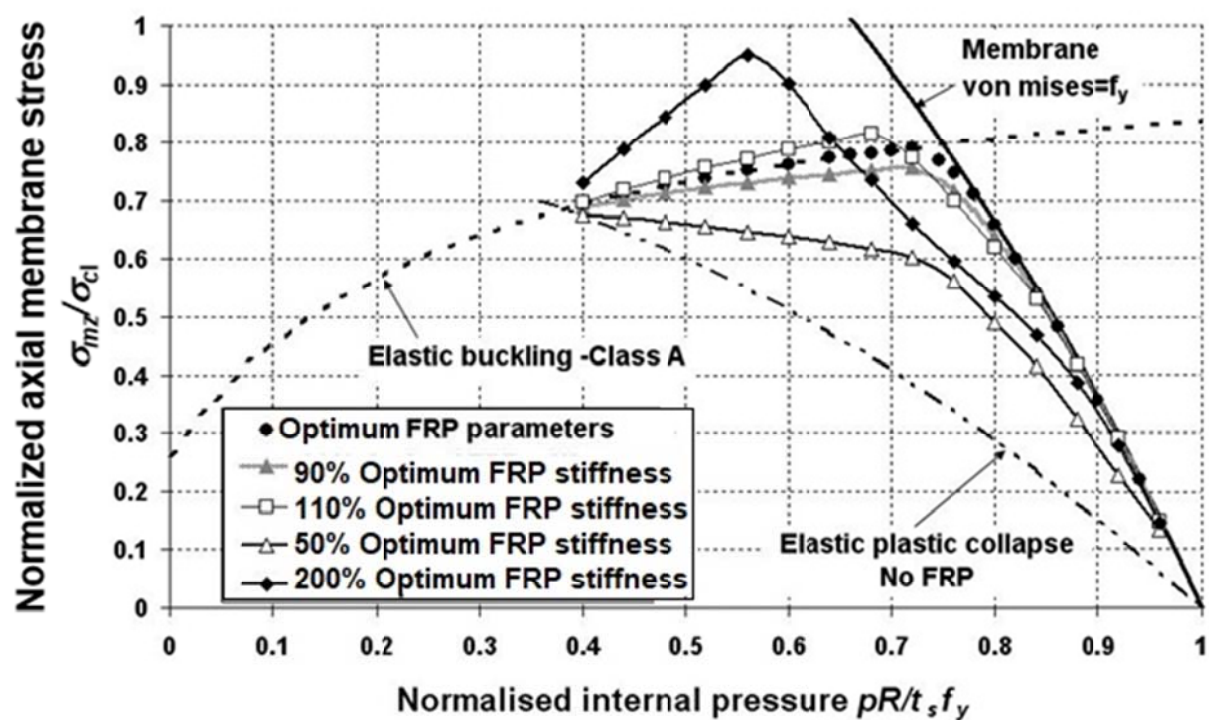 Normalized axial membrane stress
σmz/σcl
1
0.9
0.8
0.7
0.6
0.5
0.4
0.3
0.2
0.1
0
Membrane
von mises=fy
Elastic buckling -Class A
Optimum FRP parameters
90% Optimum FRP stiffness
110% Optimum FRP stiffness
50% Optimum FRP stiffness
200% Optimum FRP stiffness
Elastic plastic collapse
No FRP
0 0.1 0.2 0.3 0.4 0.5 0.6 0.7 0.8 0.9 1
Normalised internal pressure pR/tsfy